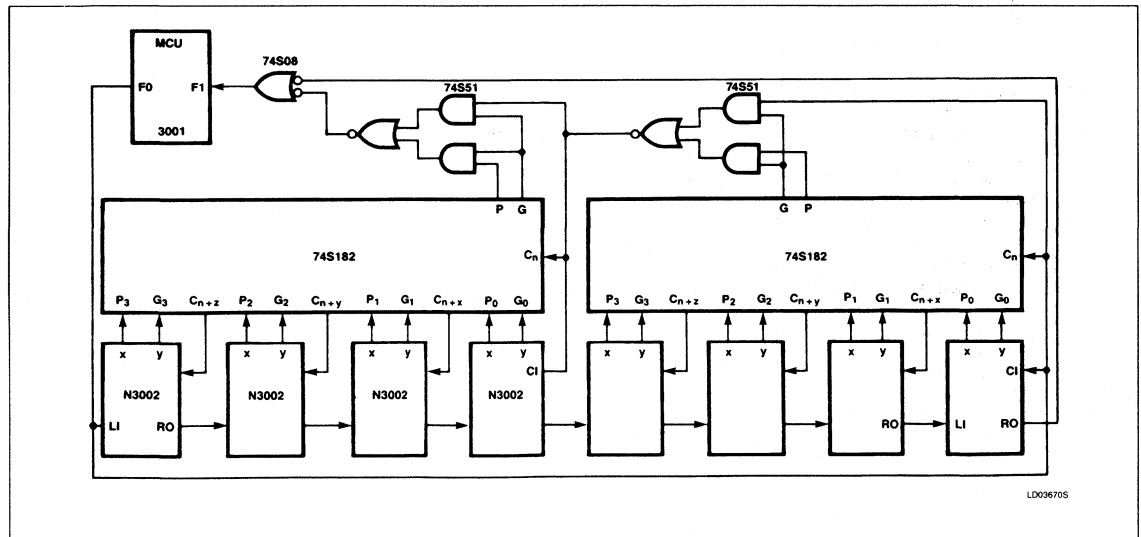 MCU
F0 F1
3001
74S08
74S51
74S51
P G
G P
74S182
Cn
74S182
Cn
P3 G3 Cn+z P2 G2 Cn+y P1 G1 Cn+x P0 G0
P3 G3 Cn+z P2 G2 Cn+y P1 G1 Cn+x P0 G0
x y x y x y x y
x y x y x y x y
N3002 N3002 N3002 N3002
CI
CI
LI RO
RO
LI RO
LD03670S